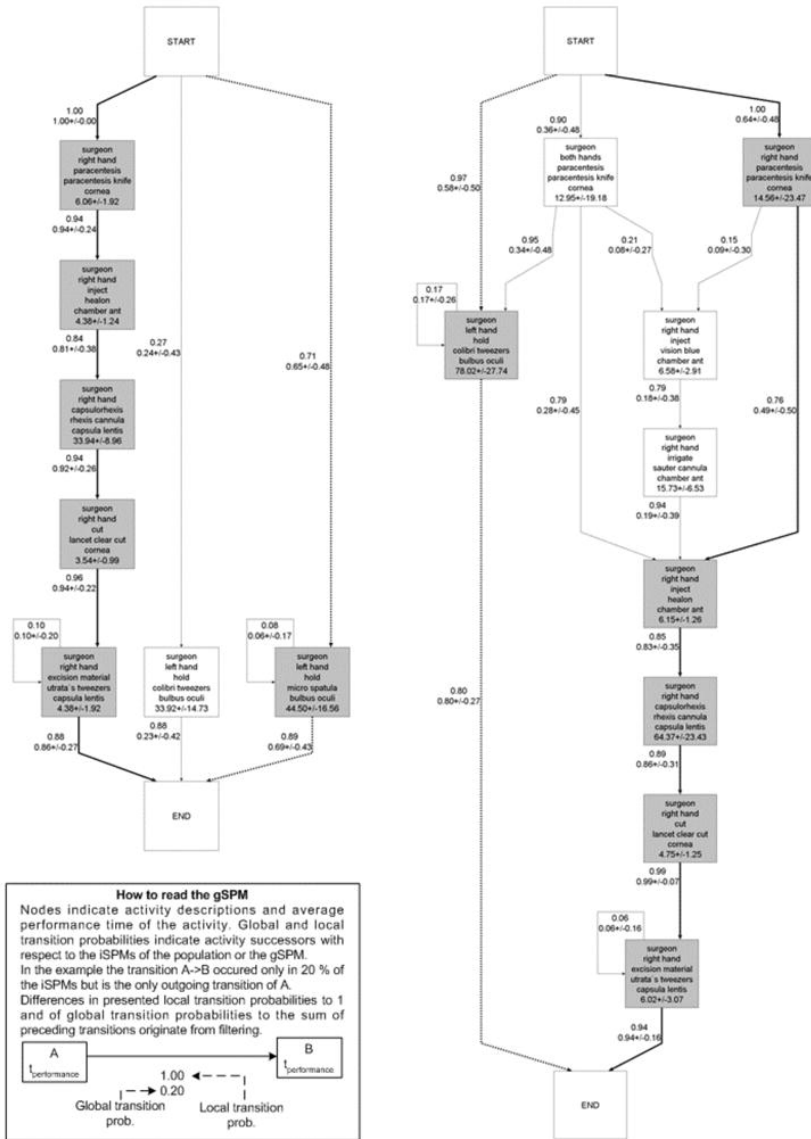 START
1.00
1.00+/-0.00
surgeon
right hand
paracentesis
paracentesis knife
cornea
6.06+/-1.92
0.94
0.94+/-0.24
surgeon
right hand
inject
healon
chamber ant
4.38+/-1.24
0.84
0.81+/-0.38
surgeon
right hand
capsulorhexis
rhexis cannula
capsula lentis
33.94+/-8.96
0.94
0.92+/-0.26
surgeon
right hand
cut
lancet clear cut
cornea
3.54+/-0.99
0.96
0.94+/-0.22
0.10
0.10+/-0.20
surgeon
right hand
excision material
utrata`s tweezers
capsula lentis
4.38+/-1.92
0.88
0.86+/-0.27
0.27
0.24+/-0.43
surgeon
left hand
hold
colibri tweezers
bulbus oculi
33.92+/-14.73
0.88
0.23+/-0.42
0.71
0.65+/-0.48
0.08
0.06+/-0.17
surgeon
left hand
hold
micro spatula
bulbus oculi
44.50+/-16.56
0.89
0.69+/-0.43
END
START
0.97
0.58+/-0.50
0.90
0.36+/-0.48
1.00
0.64+/-0.48
surgeon
both hands
paracentesis
paracentesis knife
cornea
12.95+/-19.18
surgeon
right hand
paracentesis
paracentesis knife
cornea
14.56+/-23.47
0.95
0.34+/-0.48
0.21
0.08+/-0.27
0.15
0.09+/-0.30
0.17
0.17+/-0.26
surgeon
left hand
hold
colibri tweezers
bulbus oculi
78.02+/-27.74
surgeon
right hand
inject
vision blue
chamber ant
6.58+/-2.91
0.79
0.28+/-0.45
0.79
0.18+/-0.38
0.76
0.49+/-0.50
surgeon
right hand
irrigate
sauter cannula
chamber ant
15.73+/-6.53
0.94
0.19+/-0.39
surgeon
right hand
inject
healon
chamber ant
6.15+/-1.26
0.85
0.83+/-0.35
surgeon
right hand
capsulorhexis
rhexis cannula
capsula lentis
64.37+/-23.43
0.89
0.86+/-0.31
0.80
0.80+/-0.27
surgeon
right hand
cut
lancet clear cut
cornea
4.75+/-1.25
0.99
0.99+/-0.07
0.06
0.06+/-0.16
surgeon
right hand
excision material
utrata`s tweezers
capsula lentis
6.02+/-3.07
0.94
0.94+/-0.16
END
How to read the gSPM
Nodes indicate activity descriptions and average
performance time of the activity. Global and local
transition probabilities indicate activity successors with
respect to the iSPMs of the population or the gSPM.
In the example the transition A->B occured only in 20 % of
the iSPMs but is the only outgoing transition of A.
Differences in presented local transition probabilities to 1
and of global transition probabilities to the sum of
preceding transitions originate from filtering.
A
tperformance
B
tperformance
1.00
0.20
Global transition
prob.
Local transition
prob.